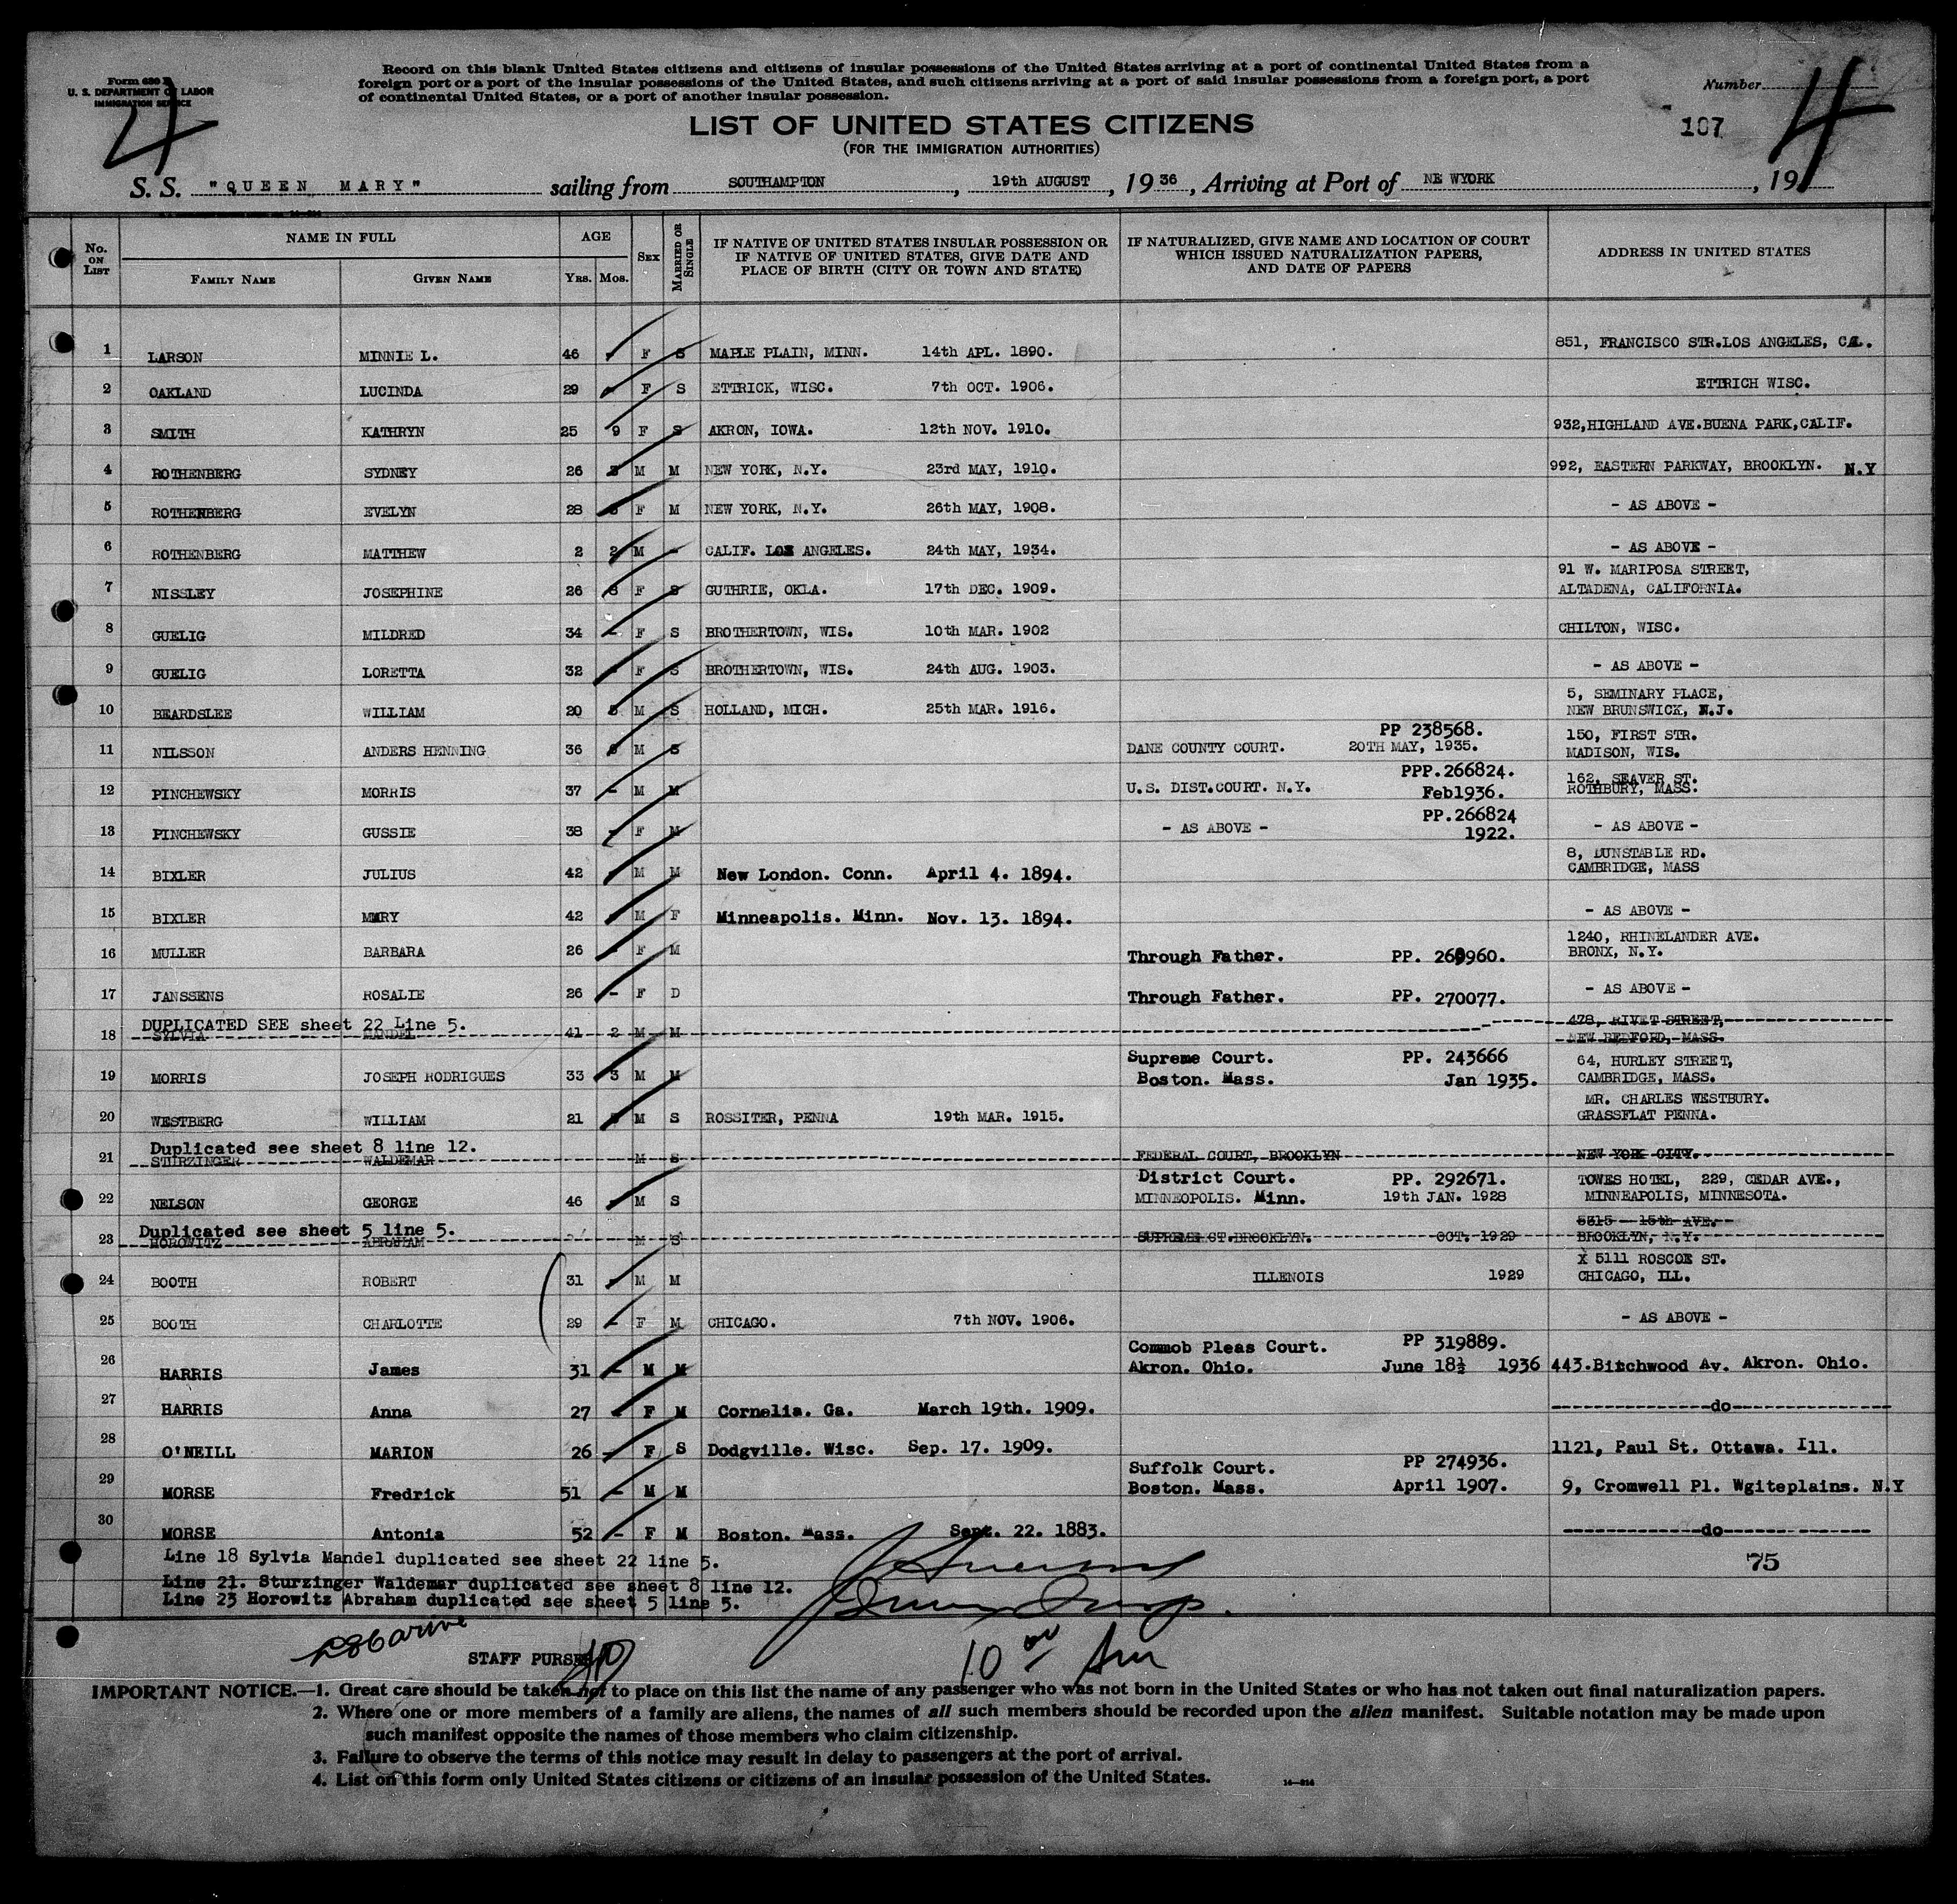 Form 630
U. S. DEPARTMENT OF LABOR
IMMIGRATION SERVICE
4
Record on this blank United States citizens and citizens of insular possessions of the United States arriving at a port of continental United States from a
foreign port or a port of the insular possessions of the United States, and such citizens arriving at a port of said insular possessions from a foreign port, a port
of continental United States, or a port of another insular possession.
Number
4
107
LIST OF UNITED STATES CITIZENS
(FOR THE IMMIGRATION AUTHORITIES)
S. S. "QUEEN MARY" sailing from SOUTHAMPTON, 19th AUGUST, 19 36, Arriving at Port of NE WYORK, 19
No. ON LIST NAME IN FULL FAMILY NAME GIVEN NAME AGE YRS. MOS. SEX MARRIED OR SINGLE IF NATIVE OF UNITED STATES INSULAR POSSESSION OR IF NATIVE OF UNITED STATES, GIVE DATE AND PLACE OF BIRTH (CITY OR TOWN AND STATE) IF NATURALIZED, GIVE NAME AND LOCATION OF COURT WHICH ISSUED NATURALIZATION PAPERS, AND DATE OF PAPERS ADDRESS IN UNITED STATES
1 LARSON MINNIE L. 46 - F S MAPLE PLAIN, MINN. 14th APL. 1890. 851, FRANCISCO STR.LOS ANGELES, CAL.
2 OAKLAND LUCINDA 29 - F S ETTRICK, WISC. 7th OCT. 1906. ETTRICH WISC.
3 SMITH KATHRYN 25 9 F S AKRON, IOWA. 12th NOV. 1910. 932,HIGHLAND AVE.BUENA PARK,CALIF.
4 ROTHENBERG SYDNEY 26 3 M M NEW YORK, N.Y. 23rd MAY, 1910. 992, EASTERN PARKWAY, BROOKLYN. N.Y
5 ROTHENBERG EVELYN 28 F M NEW YORK, N.Y. 26th MAY, 1908. - AS ABOVE -
6 ROTHENBERG MATTHEW 2 2 M - CALIF. LOS ANGELES. 24th MAY, 1934. - AS ABOVE -
7 NISSLEY JOSEPHINE 26 8 F S GUTHRIE, OKLA. 17th DEC. 1909. 91 W. MARIPOSA STREET,
ALTADENA, CALIFORNIA.
8 GUELIG MILDRED 34 - F S BROTHERTOWN, WIS. 10th MAR. 1902 CHILTON, WISC.
9 GUELIG LORETTA 32 F S BROTHERTOWN, WIS. 24th AUG. 1903. - AS ABOVE -
10 BEARDSLEE WILLIAM 20 5 M S HOLLAND, MICH. 25th MAR. 1916. 5, SEMINARY PLACE,
NEW BRUNSWICK, N.J.
PP 238568.
11 NILSSON ANDERS HENNING 36 M S DANE COUNTY COURT. 20TH MAY, 1935. 150, FIRST STR.
MADISON, WIS.
PPP.266824.
12 PINCHEWSKY MORRIS 37 - M M U.S. DIST.COURT. N.Y. Feb1936. 162, SEAVER ST.
ROTHBURY, MASS.
PP.266824
13 PINCHEWSKY GUSSIE 38 - F M - AS ABOVE - 1922. - AS ABOVE -
14 BIXLER JULIUS 42 M M New London. Conn. April 4. 1894. 8, DUNSTABLE RD.
CAMBRIDGE, MASS
15 BIXLER MMRY 42 M F Minneapolis. Minn. Nov. 13. 1894. - AS ABOVE -
16 MULLER BARBARA 26 - F M Through Father. PP. 269960. 1240, RHINELANDER AVE.
BRONX, N.Y.
17 JANSSENS ROSALIE 26 - F D Through Father. PP. 270077. - AS ABOVE -
DUPLICATED SEE sheet 22 Line 5.
18 SYLVIA MANDEL 41 2 M M 478, RIVET STREET,
NEW BEDFORD, MASS.
Supreme Court. PP. 243666
19 MORRIS JOSEPH RODRIGUES 33 3 M M Boston. Mass. Jan 1935. 64, HURLEY STREET,
CAMBRIDGE, MASS.
20 WESTBERG WILLIAM 21 M S ROSSITER, PENNA 19th MAR. 1915. MR. CHARLES WESTBURY.
GRASSFLAT PENNA.
Duplicated see sheet 8 line 12.
21 STURZINGER WALDEMAR M S FEDERAL COURT, BROOKLYN NEW YORK CITY.
District Court. PP. 292671.
22 NELSON GEORGE 46 M S MINNEOPOLIS. Minn. 19th JAN. 1928 TOWES HOTEL, 229, CEDAR AVE.,
MINNEAPOLIS, MINNESOTA.
Duplicated see sheet 5 line 5.
23 HOROWITZ ABRAHAM M S SUPREME CT.BROOKLYN. OCT. 1929 5315 - 15th AVE.
BROOKLYN, N.Y.
24 BOOTH ROBERT 31 - M M ILLENOIS 1929 X 5111 ROSCOE ST.
CHICAGO, ILL.
25 BOOTH CHARLOTTE 29 - F M CHICAGO. 7th NOV. 1906. - AS ABOVE -
Commob Pleas Court. PP 319889.
26 HARRIS James 31 - M M Akron. Ohio. June 18½ 1936 443.Birchwood Av. Akron. Ohio.
27 HARRIS Anna 27 - F M Cornelia. Ga. March 19th. 1909. do
28 O'NEILL MARION 26 - F S Dodgville. Wisc. Sep. 17. 1909. 1121, Paul St. Ottawa. Ill.
Suffolk Court. PP 274936.
29 MORSE Fredrick 51 - M M Boston. Mass. April 1907. 9, Cromwell Pl. Wgiteplains. N.Y
30 MORSE Antonia 52 - F M Boston. Mass. Sept. 22. 1883. do
Line 18 Sylvia Mandel duplicated see sheet 22 line 5. 75
Line 21. Sturzinger Waldemar duplicated see sheet 8 line 12.
Line 23 Horowitz Abraham duplicated see sheet 5 line 5.
STAFF PURSER
10 00 Am
IMPORTANT NOTICE.—1. Great care should be taken not to place on this list the name of any passenger who was not born in the United States or who has not taken out final naturalization papers.
2. Where one or more members of a family are aliens, the names of all such members should be recorded upon the alien manifest. Suitable notation may be made upon
such manifest opposite the names of those members who claim citizenship.
3. Failure to observe the terms of this notice may result in delay to passengers at the port of arrival.
4. List on this form only United States citizens or citizens of an insular possession of the United States. 14—314